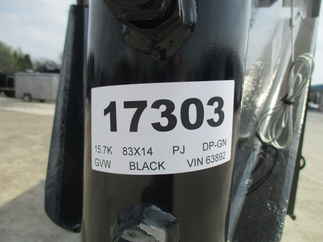 17303
15.7K 83X14 PJ DP-GN
GVW BLACK VIN 63892